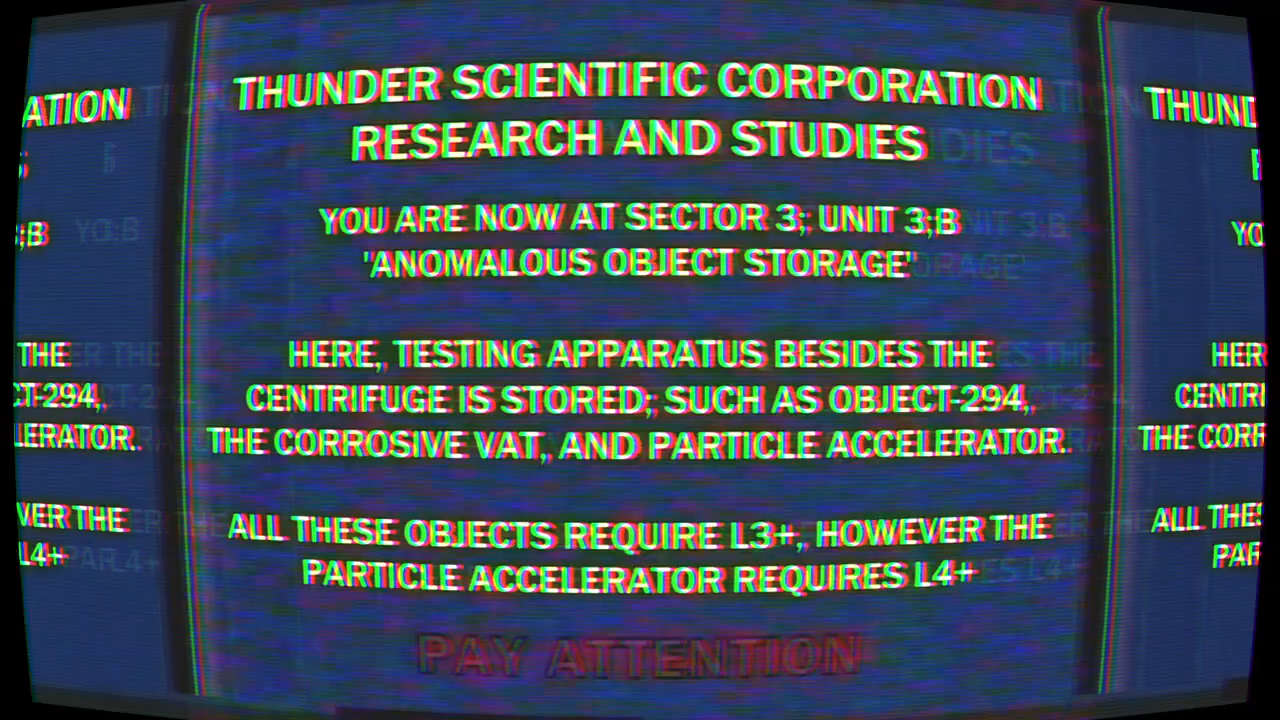 THUNDER SCIENTIFIC CORPORATION
RESEARCH AND STUDIES
YOU ARE NOW AT SECTOR 3; UNIT 3;B
"ANOMALOUS OBJECT STORAGE"
HERE, TESTING APPARATUS BESIDES THE
CENTRIFUGE IS STORED; SUCH AS OBJECT-294,
THE CORROSIVE VAT, AND PARTICLE ACCELERATOR.
ALL THESE OBJECTS REQUIRE L3+, HOWEVER THE
PARTICLE ACCELERATOR REQUIRES L4+
PAY ATTENTION